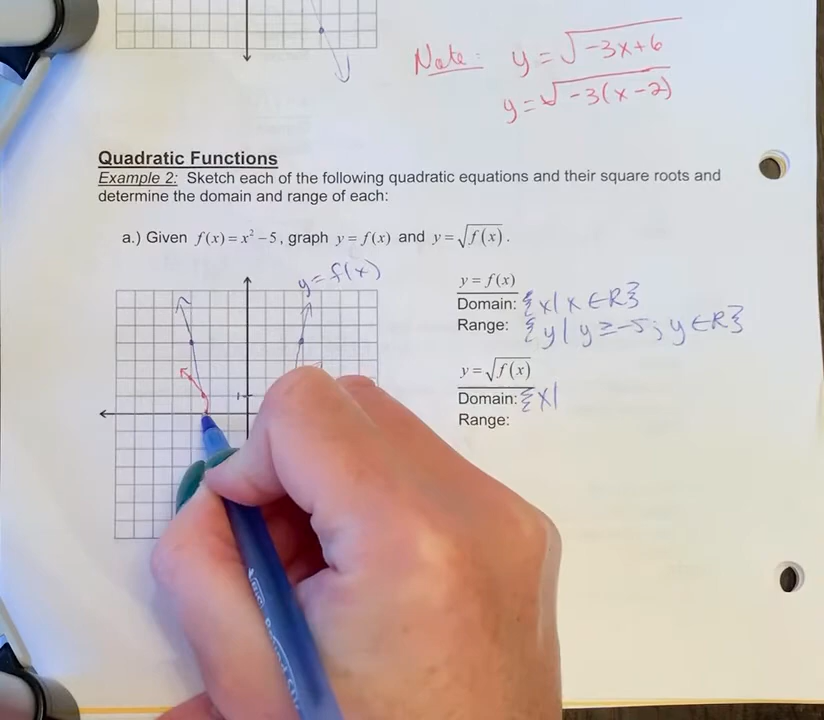 Note: y = √-3x+6
y = √-3(x-2)
Quadratic Functions
Example 2: Sketch each of the following quadratic equations and their square roots and
determine the domain and range of each:
a.) Given f(x) = x² - 5, graph y = f(x) and y = √f(x).
y = f(x)
y = f(x)
Domain: {x| x ∈ R}
Range: {y| y ≥ -5; y ∈ R}
y = √f(x)
Domain: {x|
Range:
1